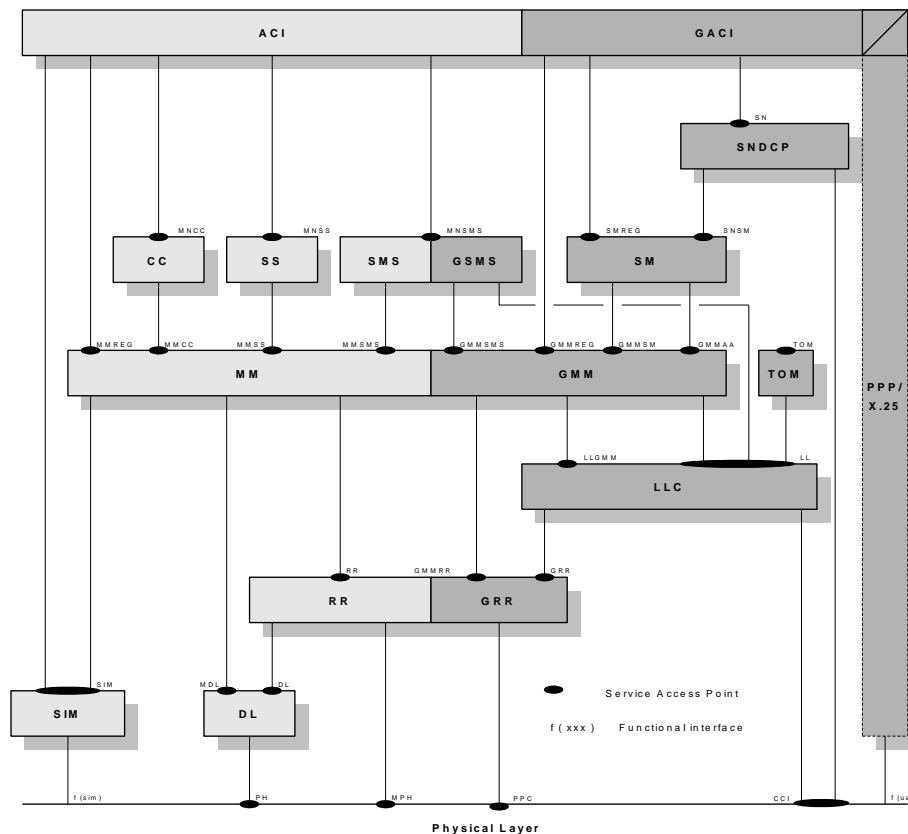 ACI GACI
SN
SNDCP
MNCC MNSS MNSMS SMREG SNSM
CC SS SMS GSMS SM
MMREG MMCC MMSS MMSMS GMMSMS GMMREG GMMSM GMMAA TOM
MM GMM TOM PPP/
X.25
LLGMM LL
LLC
RR GMMRR GRR
RR GRR
SIM MDL DL
SIM DL
Service Access Point
f(xxx) Functional interface
f(sim) PH MPH PPC CCI f(ua
Physical Layer